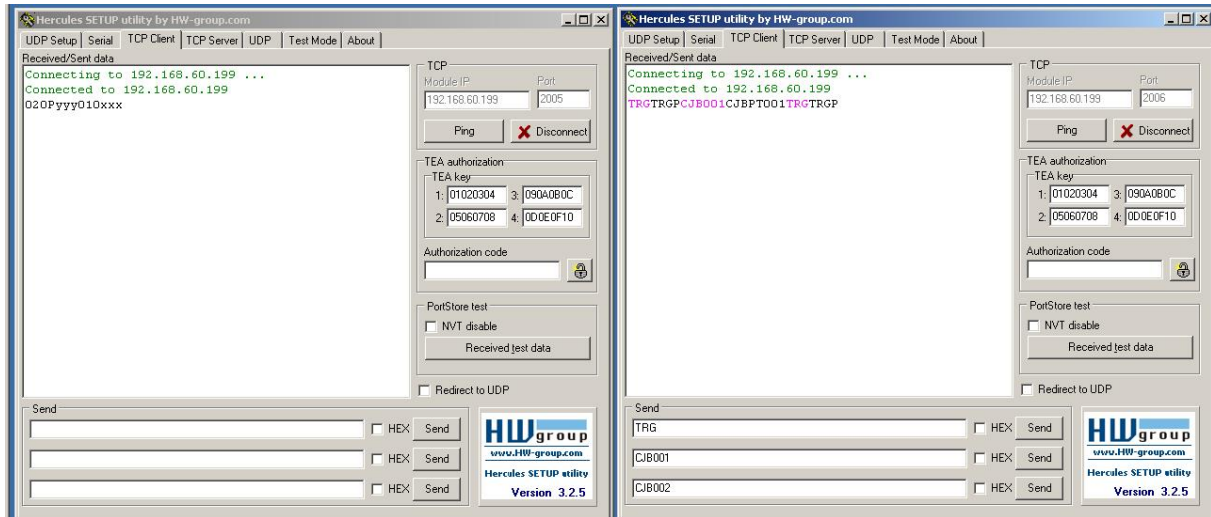 Hercules SETUP utility by HW-group.com
UDP Setup Serial TCP Client TCP Server UDP Test Mode About
Received/Sent data
Connecting to 192.168.60.199 ...
Connected to 192.168.60.199
020Pyyy010xxx
TCP
Module IP Port
192.168.60.199 2005
Ping Disconnect
TEA authorization
TEA key
1: 01020304 3: 090A0B0C
2: 05060708 4: 0D0E0F10
Authorization code
PortStore test
NVT disable
Received test data
Redirect to UDP
Send
HEX Send
HEX Send
HEX Send
HWgroup
www.HW-group.com
Hercules SETUP utility
Version 3.2.5
Hercules SETUP utility by HW-group.com
UDP Setup Serial TCP Client TCP Server UDP Test Mode About
Received/Sent data
Connecting to 192.168.60.199 ...
Connected to 192.168.60.199
TRGTRGPCJB001CJBPTO01TRGTRGP
TCP
Module IP Port
192.168.60.199 2006
Ping Disconnect
TEA authorization
TEA key
1: 01020304 3: 090A0B0C
2: 05060708 4: 0D0E0F10
Authorization code
PortStore test
NVT disable
Received test data
Redirect to UDP
Send
TRG HEX Send
CJB001 HEX Send
CJB002 HEX Send
HWgroup
www.HW-group.com
Hercules SETUP utility
Version 3.2.5